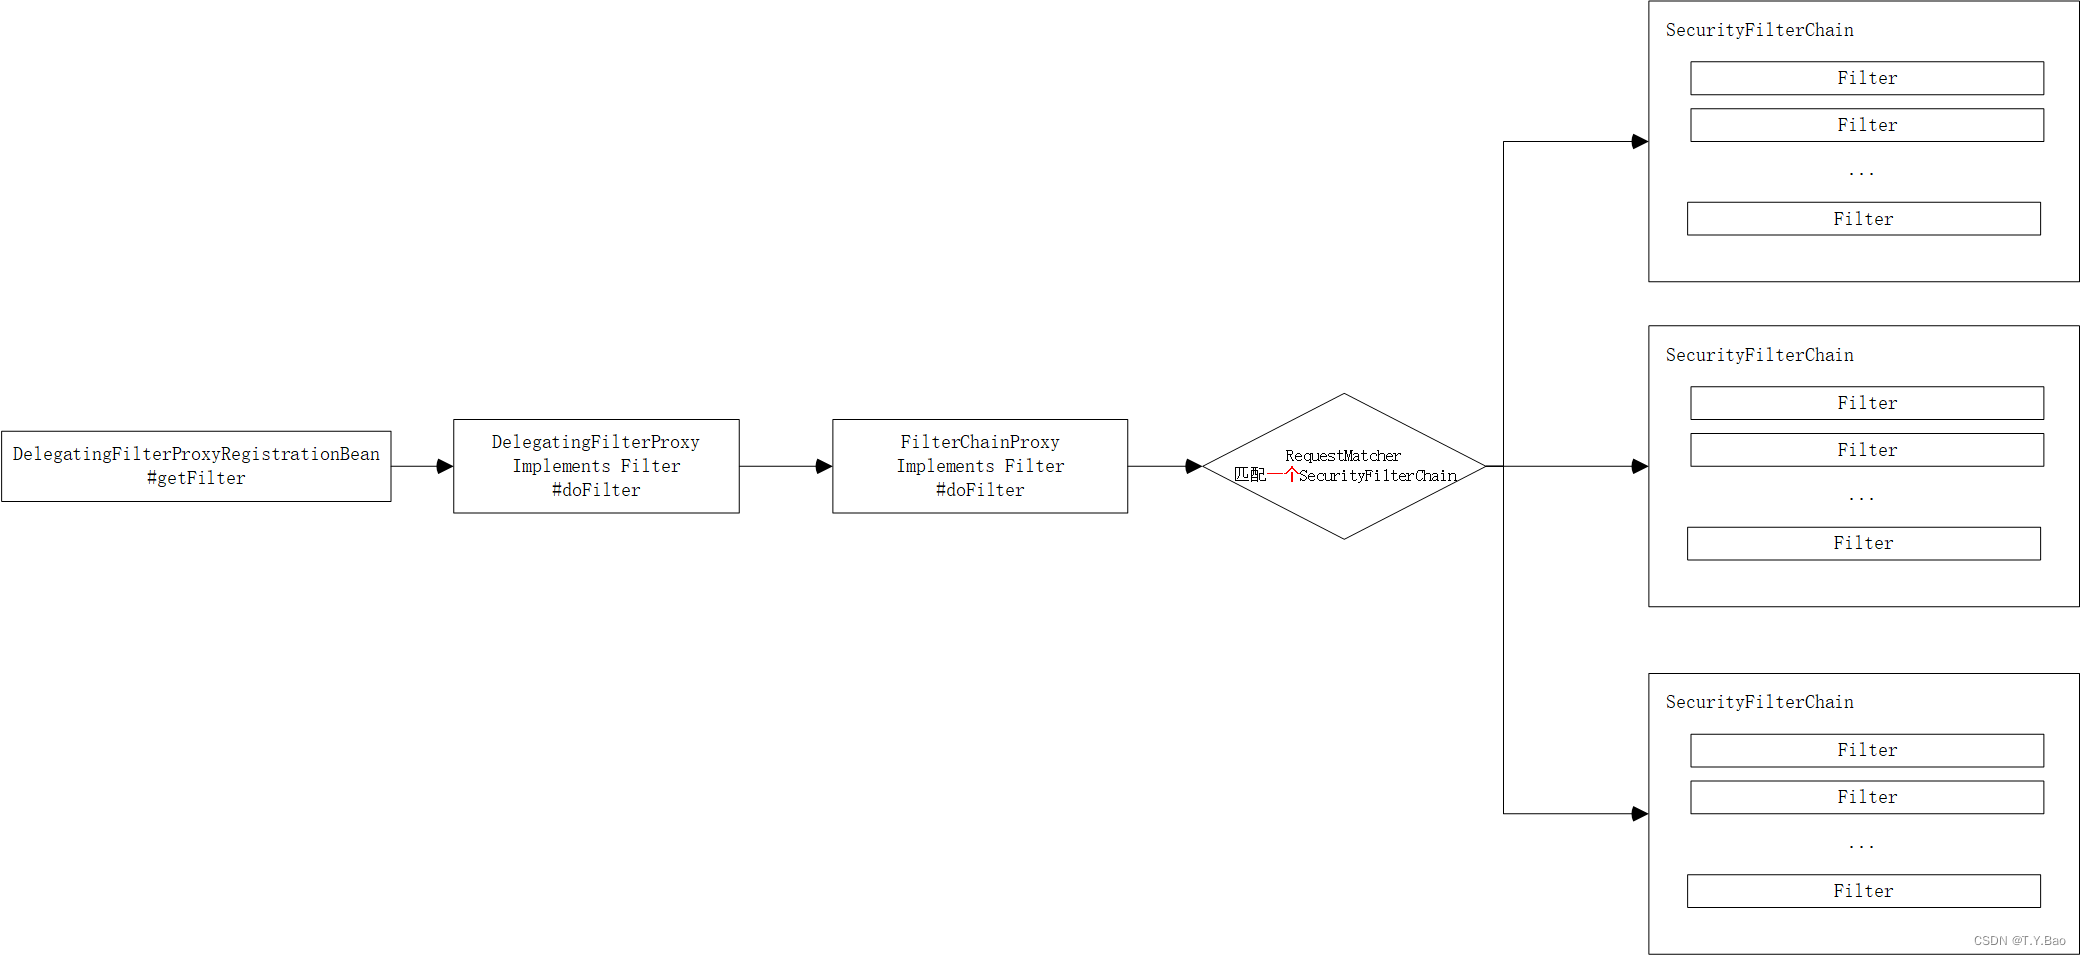 DelegatingFilterProxyRegistrationBean
#getFilter
DelegatingFilterProxy
Implements Filter
#doFilter
FilterChainProxy
Implements Filter
#doFilter
RequestMatcher
匹配一个SecurityFilterChain
SecurityFilterChain
Filter
Filter
...
Filter
SecurityFilterChain
Filter
Filter
...
Filter
SecurityFilterChain
Filter
Filter
...
Filter
CSDN @T.Y.Bao